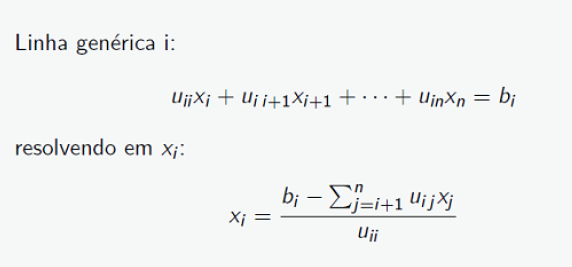 Linha genérica i:
u_{ii}x_i + u_{i\,i+1}x_{i+1} + ⋯ + u_{in}x_n = b_i
resolvendo em x_i:
x_i = \frac{b_i − ∑_{j=i+1}^{n} u_{ij}x_j}{u_{ii}}